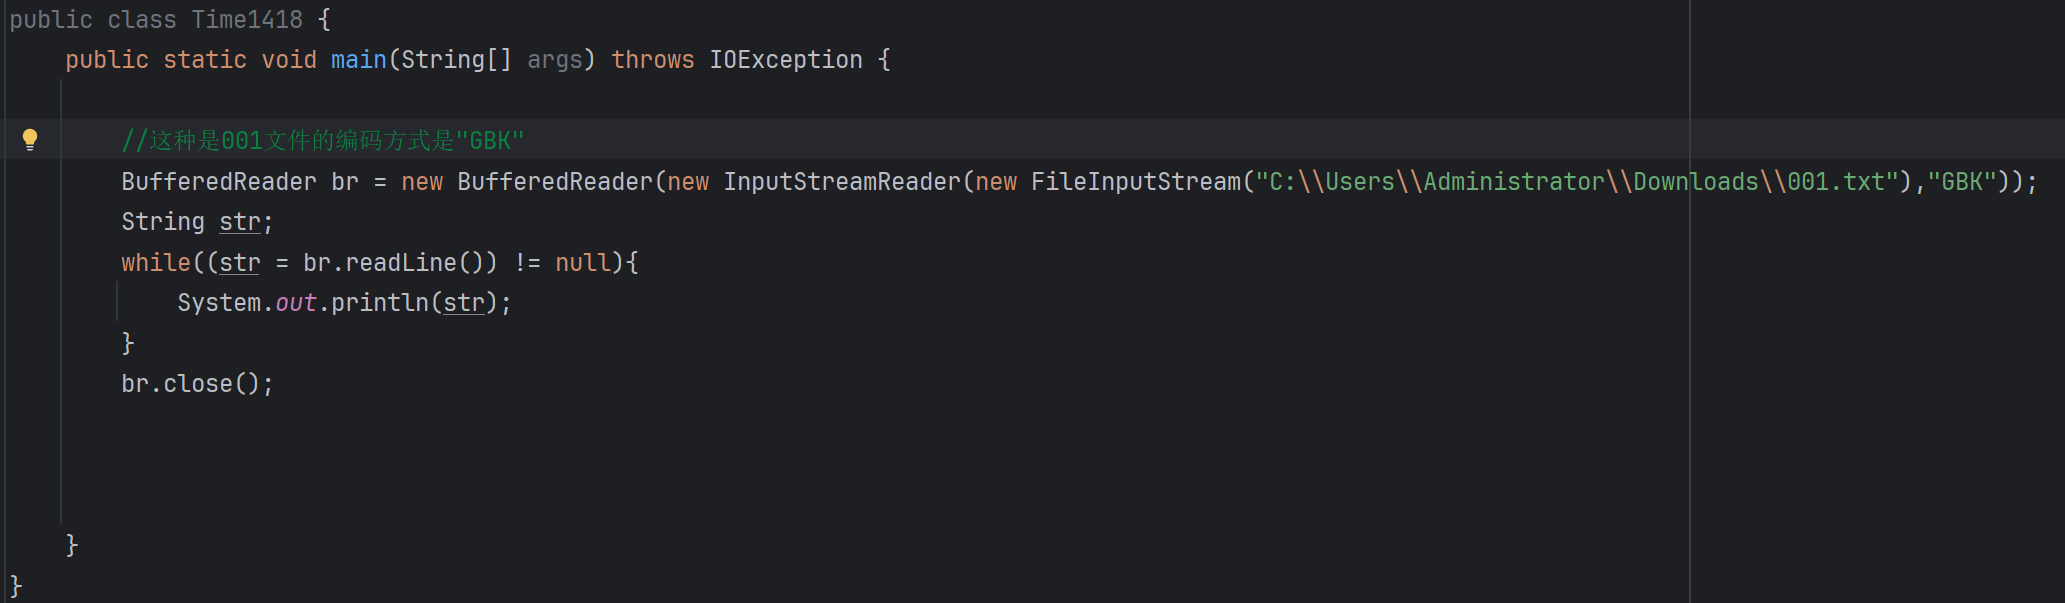 public class Time1418 {
public static void main(String[] args) throws IOException {
//这种是001文件的编码方式是"GBK"
BufferedReader br = new BufferedReader(new InputStreamReader(new FileInputStream("C:\\Users\\Administrator\\Downloads\\001.txt"),"GBK"));
String str;
while((str = br.readLine()) != null){
System.out.println(str);
}
br.close();
}
}